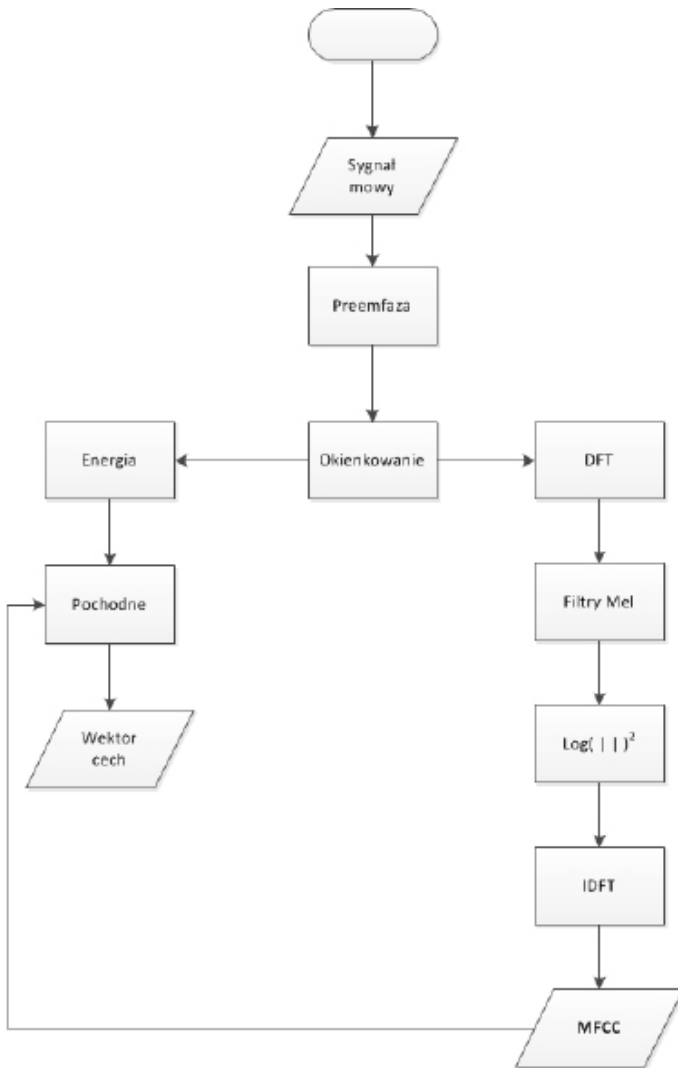 Sygnał
mowy
Preemfaza
Energia
Okienkowanie
DFT
Pochodne
Filtry Mel
Wektor
cech
Log( | | )²
IDFT
MFCC